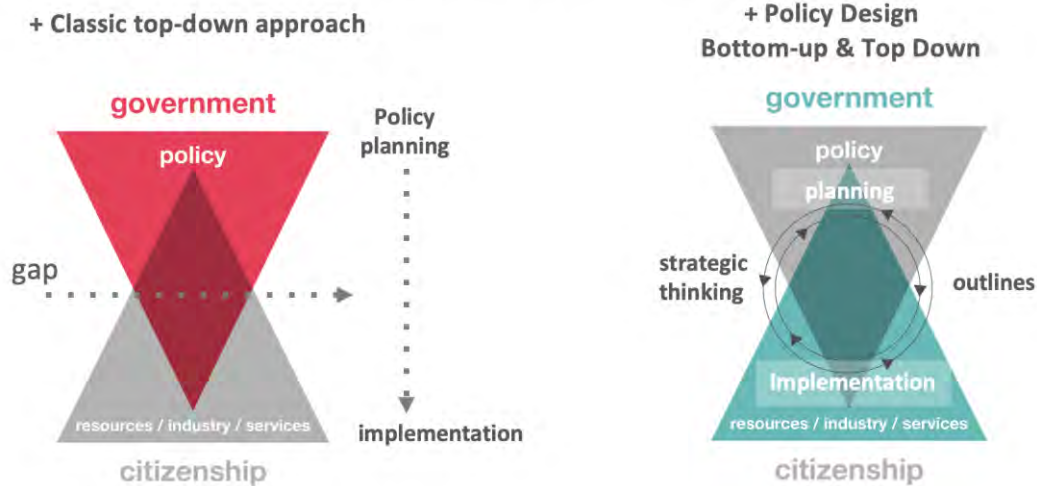 + Classic top-down approach
government
policy
Policy
planning
gap
resources / industry / services
implementation
citizenship
+ Policy Design
Bottom-up & Top Down
government
policy
planning
strategic
thinking
outlines
Implementation
resources / industry / services
citizenship